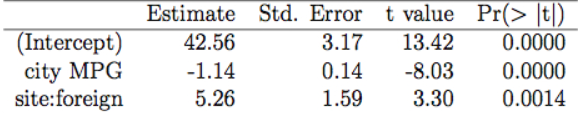 Estimate Std. Error t value Pr(> |t|)
(Intercept) 42.56 3.17 13.42 0.0000
city MPG -1.14 0.14 -8.03 0.0000
site:foreign 5.26 1.59 3.30 0.0014